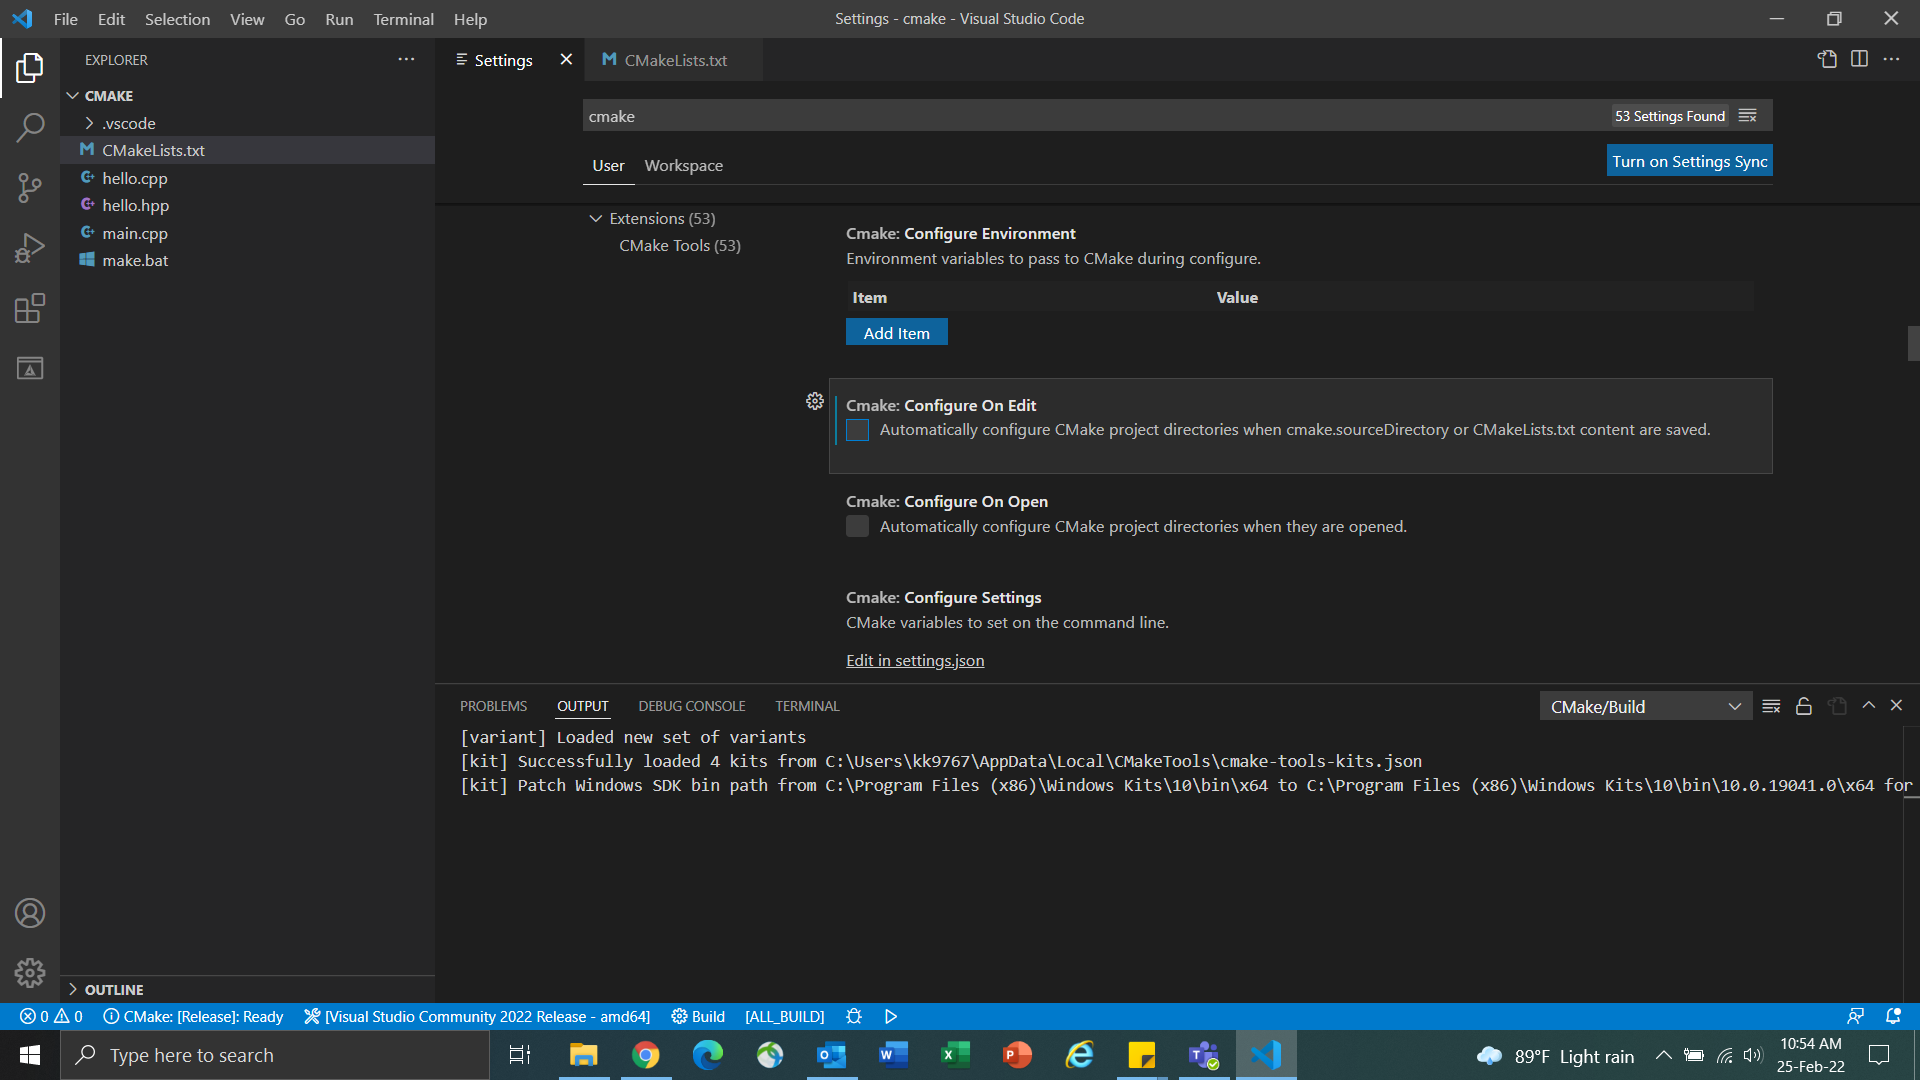 File Edit Selection View Go Run Terminal Help
Settings - cmake - Visual Studio Code
EXPLORER
CMAKE
.vscode
CMakeLists.txt
hello.cpp
hello.hpp
main.cpp
make.bat
OUTLINE
Settings
CMakeLists.txt
cmake
53 Settings Found
User Workspace
Turn on Settings Sync
Extensions (53)
CMake Tools (53)
Cmake: Configure Environment
Environment variables to pass to CMake during configure.
Item Value
Add Item
Cmake: Configure On Edit
Automatically configure CMake project directories when cmake.sourceDirectory or CMakeLists.txt content are saved.
Cmake: Configure On Open
Automatically configure CMake project directories when they are opened.
Cmake: Configure Settings
CMake variables to set on the command line.
Edit in settings.json
PROBLEMS OUTPUT DEBUG CONSOLE TERMINAL
CMake/Build
[variant] Loaded new set of variants
[kit] Successfully loaded 4 kits from C:\Users\kk9767\AppData\Local\CMakeTools\cmake-tools-kits.json
[kit] Patch Windows SDK bin path from C:\Program Files (x86)\Windows Kits\10\bin\x64 to C:\Program Files (x86)\Windows Kits\10\bin\10.0.19041.0\x64 for
0 0 CMake: [Release]: Ready [Visual Studio Community 2022 Release - amd64] Build [ALL_BUILD]
Type here to search
89°F Light rain
10:54 AM
25-Feb-22